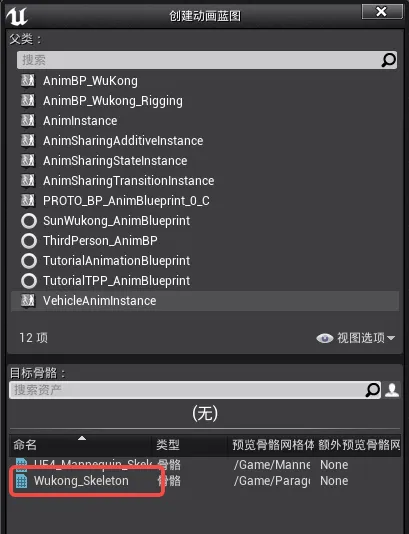 创建动画蓝图
父类：
搜索
AnimBP_WuKong
AnimBP_Wukong_Rigging
AnimInstance
AnimSharingAdditiveInstance
AnimSharingStateInstance
AnimSharingTransitionInstance
PROTO_BP_AnimBlueprint_0_C
SunWukong_AnimBlueprint
ThirdPerson_AnimBP
TutorialAnimationBlueprint
TutorialTPP_AnimBlueprint
VehicleAnimInstance
12 项 视图选项
目标骨骼：
搜索资产
(无)
命名 类型 预览骨骼网格体 额外预览骨骼网
UE4_Mannequin_Skel 骨骼 /Game/Manne None
Wukong_Skeleton 骨骼 /Game/Parago None